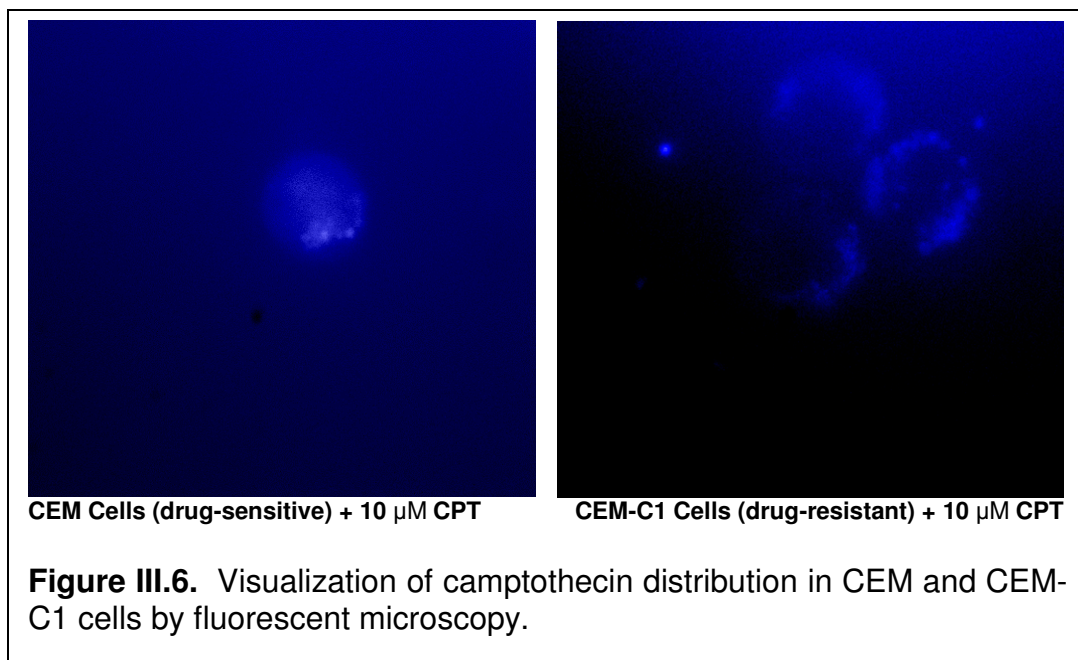 CEM Cells (drug-sensitive) + 10 µM CPT
CEM-C1 Cells (drug-resistant) + 10 µM CPT
Figure III.6. Visualization of camptothecin distribution in CEM and CEM-
C1 cells by fluorescent microscopy.